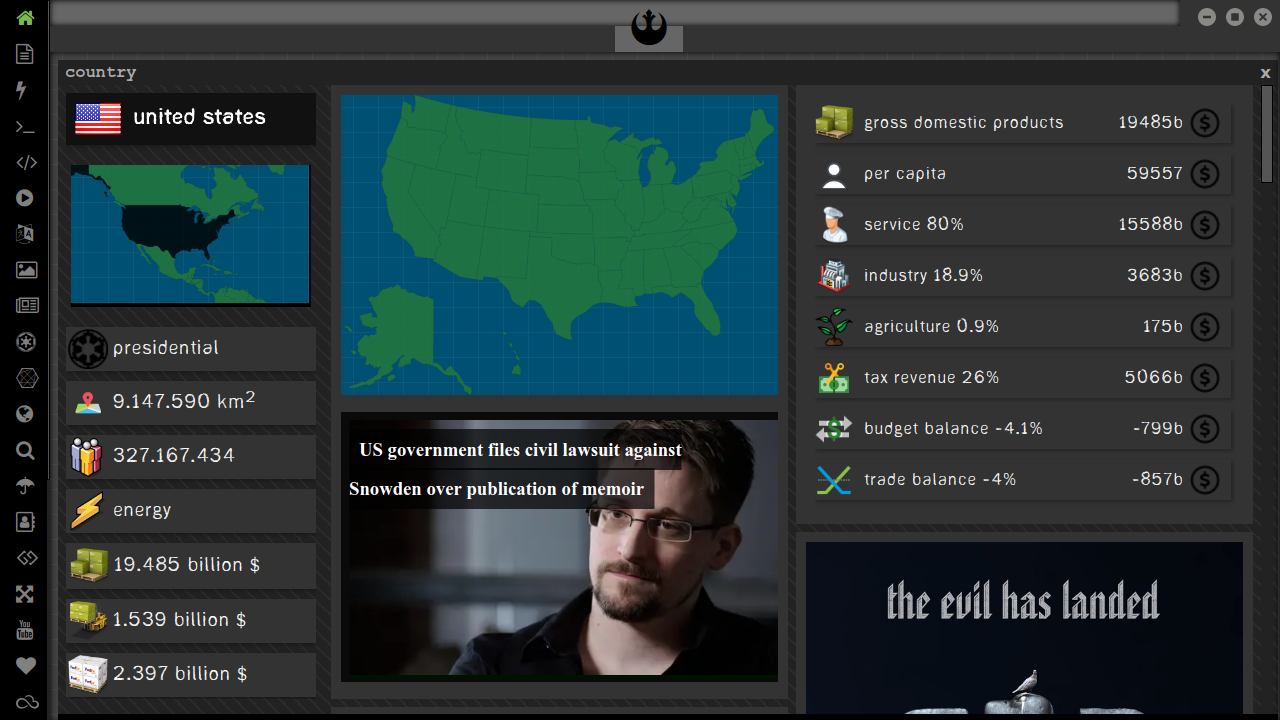 country
x
united states
presidential
9.147.590 km²
327.167.434
energy
19.485 billion $
1.539 billion $
2.397 billion $
US government files civil lawsuit against
Snowden over publication of memoir
gross domestic products 19485b $
per capita 59557 $
service 80% 15588b $
industry 18.9% 3683b $
agriculture 0.9% 175b $
tax revenue 26% 5066b $
budget balance -4.1% -799b $
trade balance -4% -857b $
the evil has landed
You
Tube